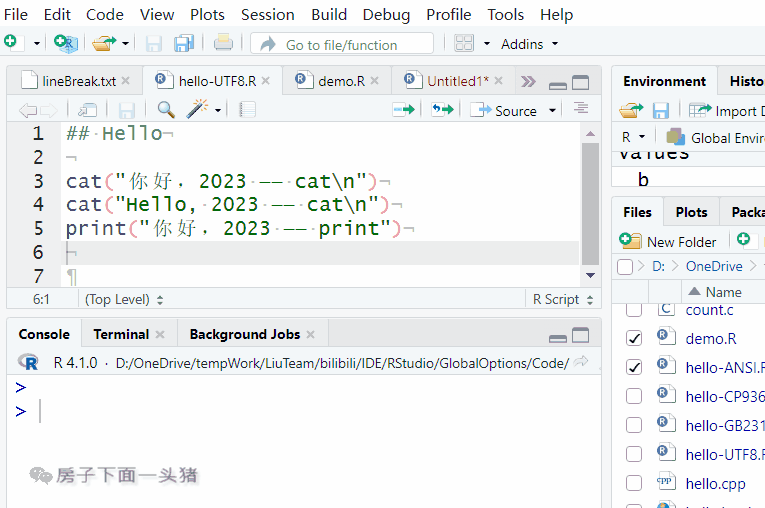 File Edit Code View Plots Session Build Debug Profile Tools Help
Go to file/function Addins
lineBreak.txt hello-UTF8.R demo.R Untitled1*
Source
1 ## Hello¬
2 ¬
3 cat("你好，2023 —— cat\n")¬
4 cat("Hello, 2023 —— cat\n")¬
5 print("你好，2023 —— print")¬
6 ¬
7 ¶
6:1 (Top Level) R Script
Console Terminal Background Jobs
R 4.1.0 · D:/OneDrive/tempWork/LiuTeam/bilibili/IDE/RStudio/GlobalOptions/Code/
>
>
房子下面一头猪
Environment Histo
Import D
R Global Envir
Values
b
Files Plots Packa
New Folder
D: OneDrive
Name
count.c
demo.R
hello-ANSI.R
hello-CP936
hello-GB231
hello-UTF8.R
hello.cpp